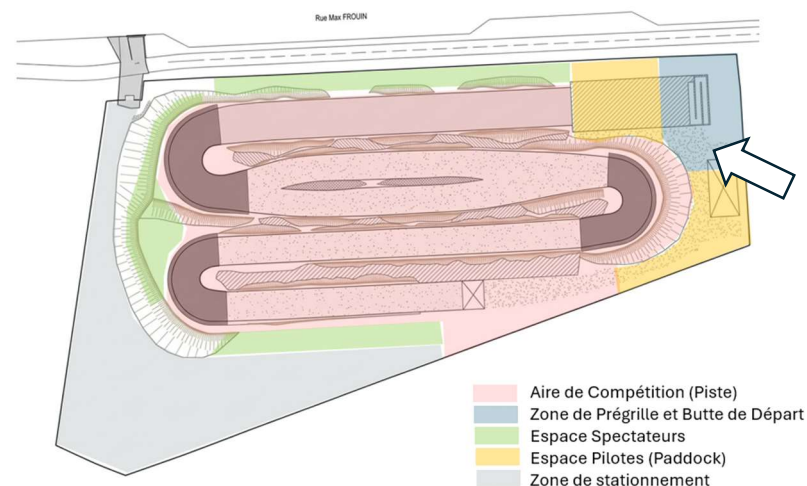 Rue Max FROUIN
Aire de Compétition (Piste)
Zone de Prégrille et Butte de Départ
Espace Spectateurs
Espace Pilotes (Paddock)
Zone de stationnement